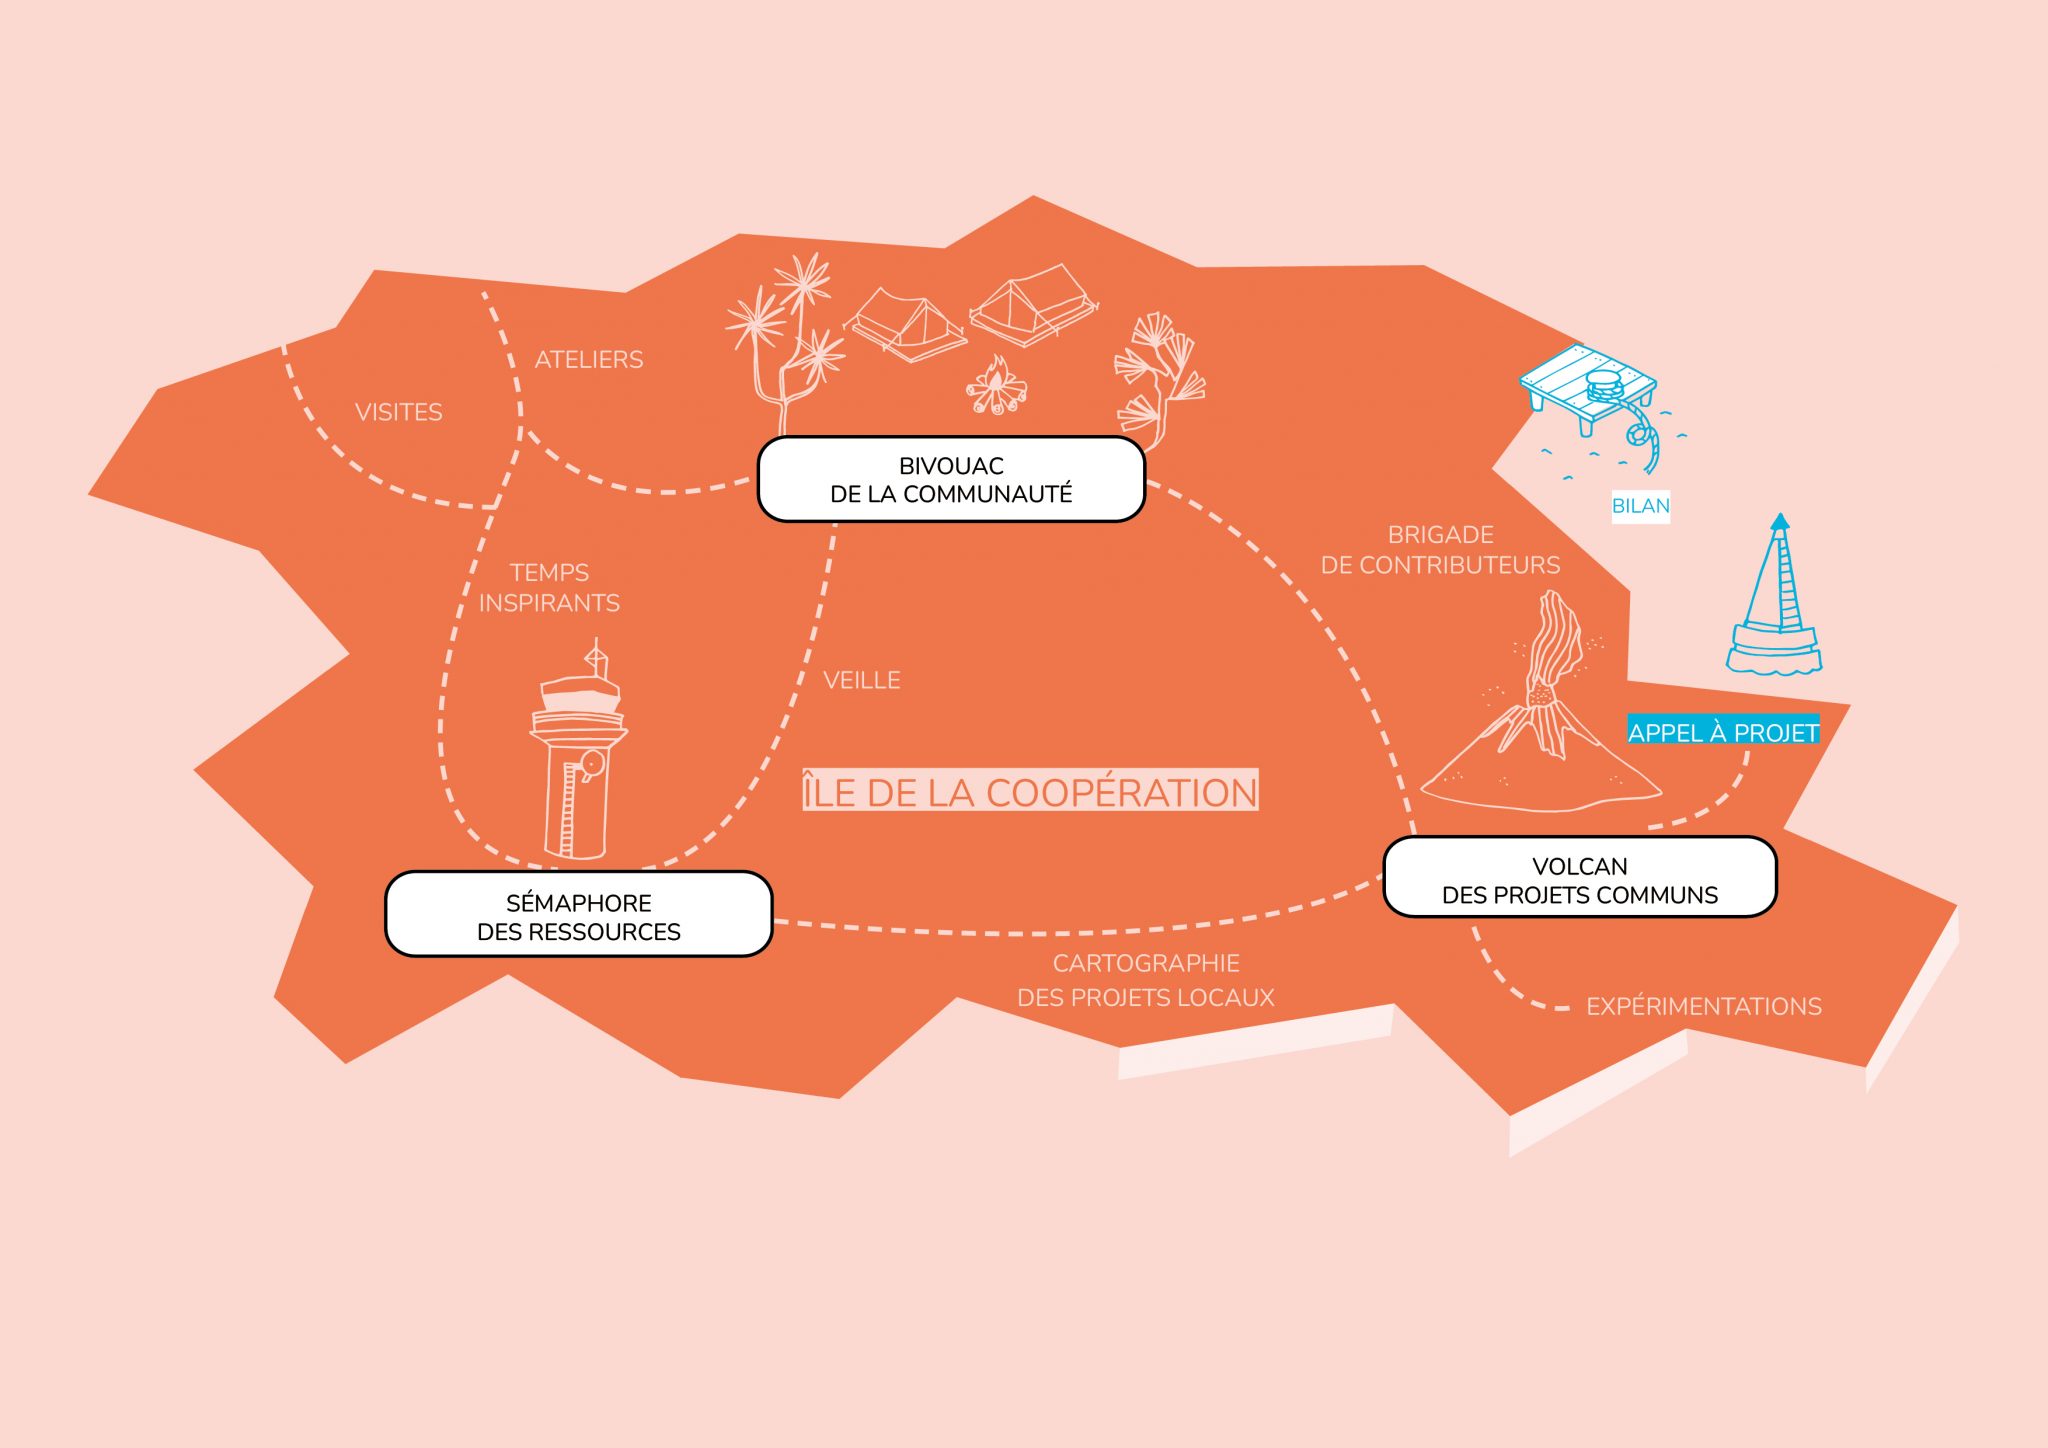 ATELIERS
VISITES
BIVOUAC
DE LA COMMUNAUTÉ
BILAN
BRIGADE
DE CONTRIBUTEURS
TEMPS
INSPIRANTS
VEILLE
APPEL À PROJET
ÎLE DE LA COOPÉRATION
VOLCAN
DES PROJETS COMMUNS
SÉMAPHORE
DES RESSOURCES
CARTOGRAPHIE
DES PROJETS LOCAUX
EXPÉRIMENTATIONS